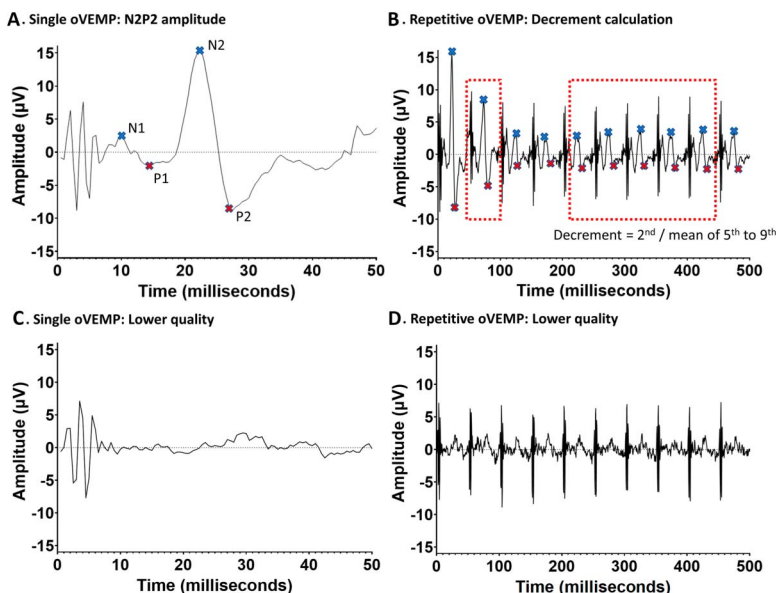 A. Single oVEMP: N2P2 amplitude
15
10
5
0
-5
-10
-15
Amplitude (µV)
N1
P1
N2
P2
0 10 20 30 40 50
Time (milliseconds)
B. Repetitive oVEMP: Decrement calculation
15
10
5
0
-5
-10
-15
Amplitude (µV)
Decrement = 2nd / mean of 5th to 9th
0 100 200 300 400 500
Time (milliseconds)
C. Single oVEMP: Lower quality
15
10
5
0
-5
-10
-15
Amplitude (µV)
0 10 20 30 40 50
Time (milliseconds)
D. Repetitive oVEMP: Lower quality
15
10
5
0
-5
-10
-15
Amplitude (µV)
0 100 200 300 400 500
Time (milliseconds)